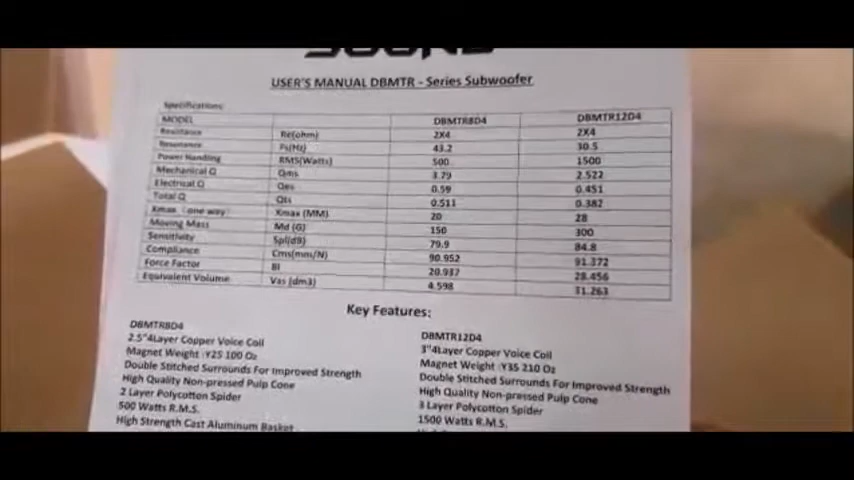 SOUND
USER'S MANUAL DBMTR - Series Subwoofer
Specifications
MODEL DBMTR8D4 DBMTR12D4
Resistance Re(ohm) 2X4 2X4
Resonance Fs(Hz) 43.2 30.5
Power Handling RMS(Watts) 500 1500
Mechanical Q Qms 3.79 2.522
Electrical Q Qes 0.59 0.451
Total Q Qts 0.511 0.382
Xmax (one way) Xmax (MM) 20 28
Moving Mass Md (G) 150 300
Sensitivity Spl(dB) 79.9 84.8
Compliance Cms(mm/N) 90.952 91.372
Force Factor Bl 20.937 28.456
Equivalent Volume Vas (dm3) 4.598 31.263
Key Features:
DBMTR8D4
2.5"4Layer Copper Voice Coil
Magnet Weight :Y25 100 Oz
Double Stitched Surrounds For Improved Strength
High Quality Non-pressed Pulp Cone
2 Layer Polycotton Spider
500 Watts R.M.S.
High Strength Cast Aluminum Basket
DBMTR12D4
3"4Layer Copper Voice Coil
Magnet Weight :Y35 210 Oz
Double Stitched Surrounds For Improved Strength
High Quality Non-pressed Pulp Cone
3 Layer Polycotton Spider
1500 Watts R.M.S.